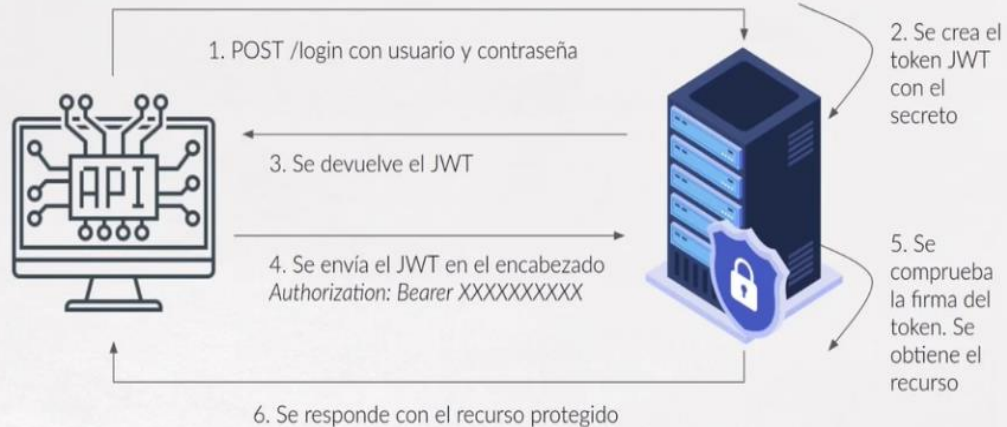 1. POST /login con usuario y contraseña
2. Se crea el
token JWT
con el
secreto
API
3. Se devuelve el JWT
4. Se envía el JWT en el encabezado
Authorization: Bearer XXXXXXXXXX
5. Se
comprueba
la firma del
token. Se
obtiene el
recurso
6. Se responde con el recurso protegido